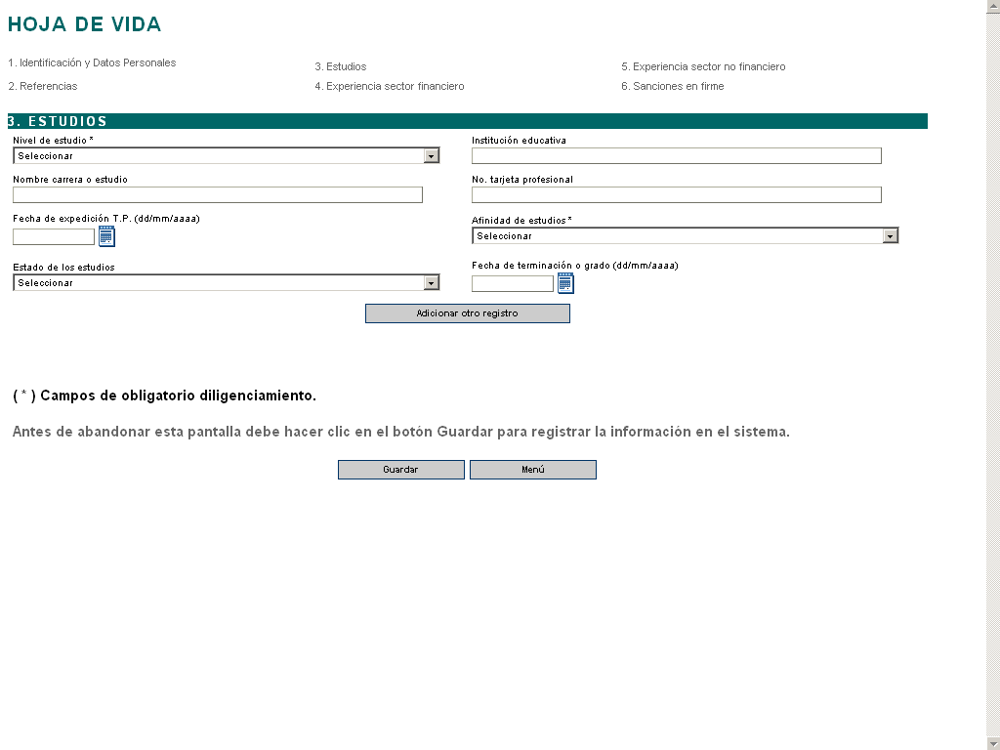 HOJA DE VIDA
1. Identificación y Datos Personales
3. Estudios
5. Experiencia sector no financiero
2. Referencias
4. Experiencia sector financiero
6. Sanciones en firme
3. ESTUDIOS
Nivel de estudio *
Institución educativa
Seleccionar
Nombre carrera o estudio
No. tarjeta profesional
Fecha de expedición T.P. (dd/mm/aaaa)
Afinidad de estudios *
Seleccionar
Estado de los estudios
Fecha de terminación o grado (dd/mm/aaaa)
Seleccionar
Adicionar otro registro
( * ) Campos de obligatorio diligenciamiento.
Antes de abandonar esta pantalla debe hacer clic en el botón Guardar para registrar la información en el sistema.
Guardar
Menú